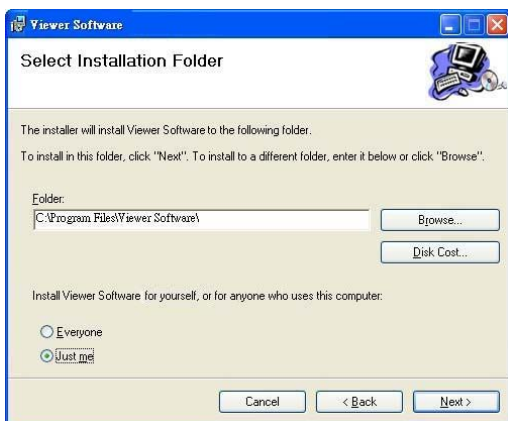 Viewer Software
Select Installation Folder
The installer will install Viewer Software to the following folder.
To install in this folder, click "Next". To install to a different folder, enter it below or click "Browse".
Folder:
C:\Program Files\Viewer Software\
Browse...
Disk Cost...
Install Viewer Software for yourself, or for anyone who uses this computer:
Everyone
Just me
Cancel
< Back
Next >